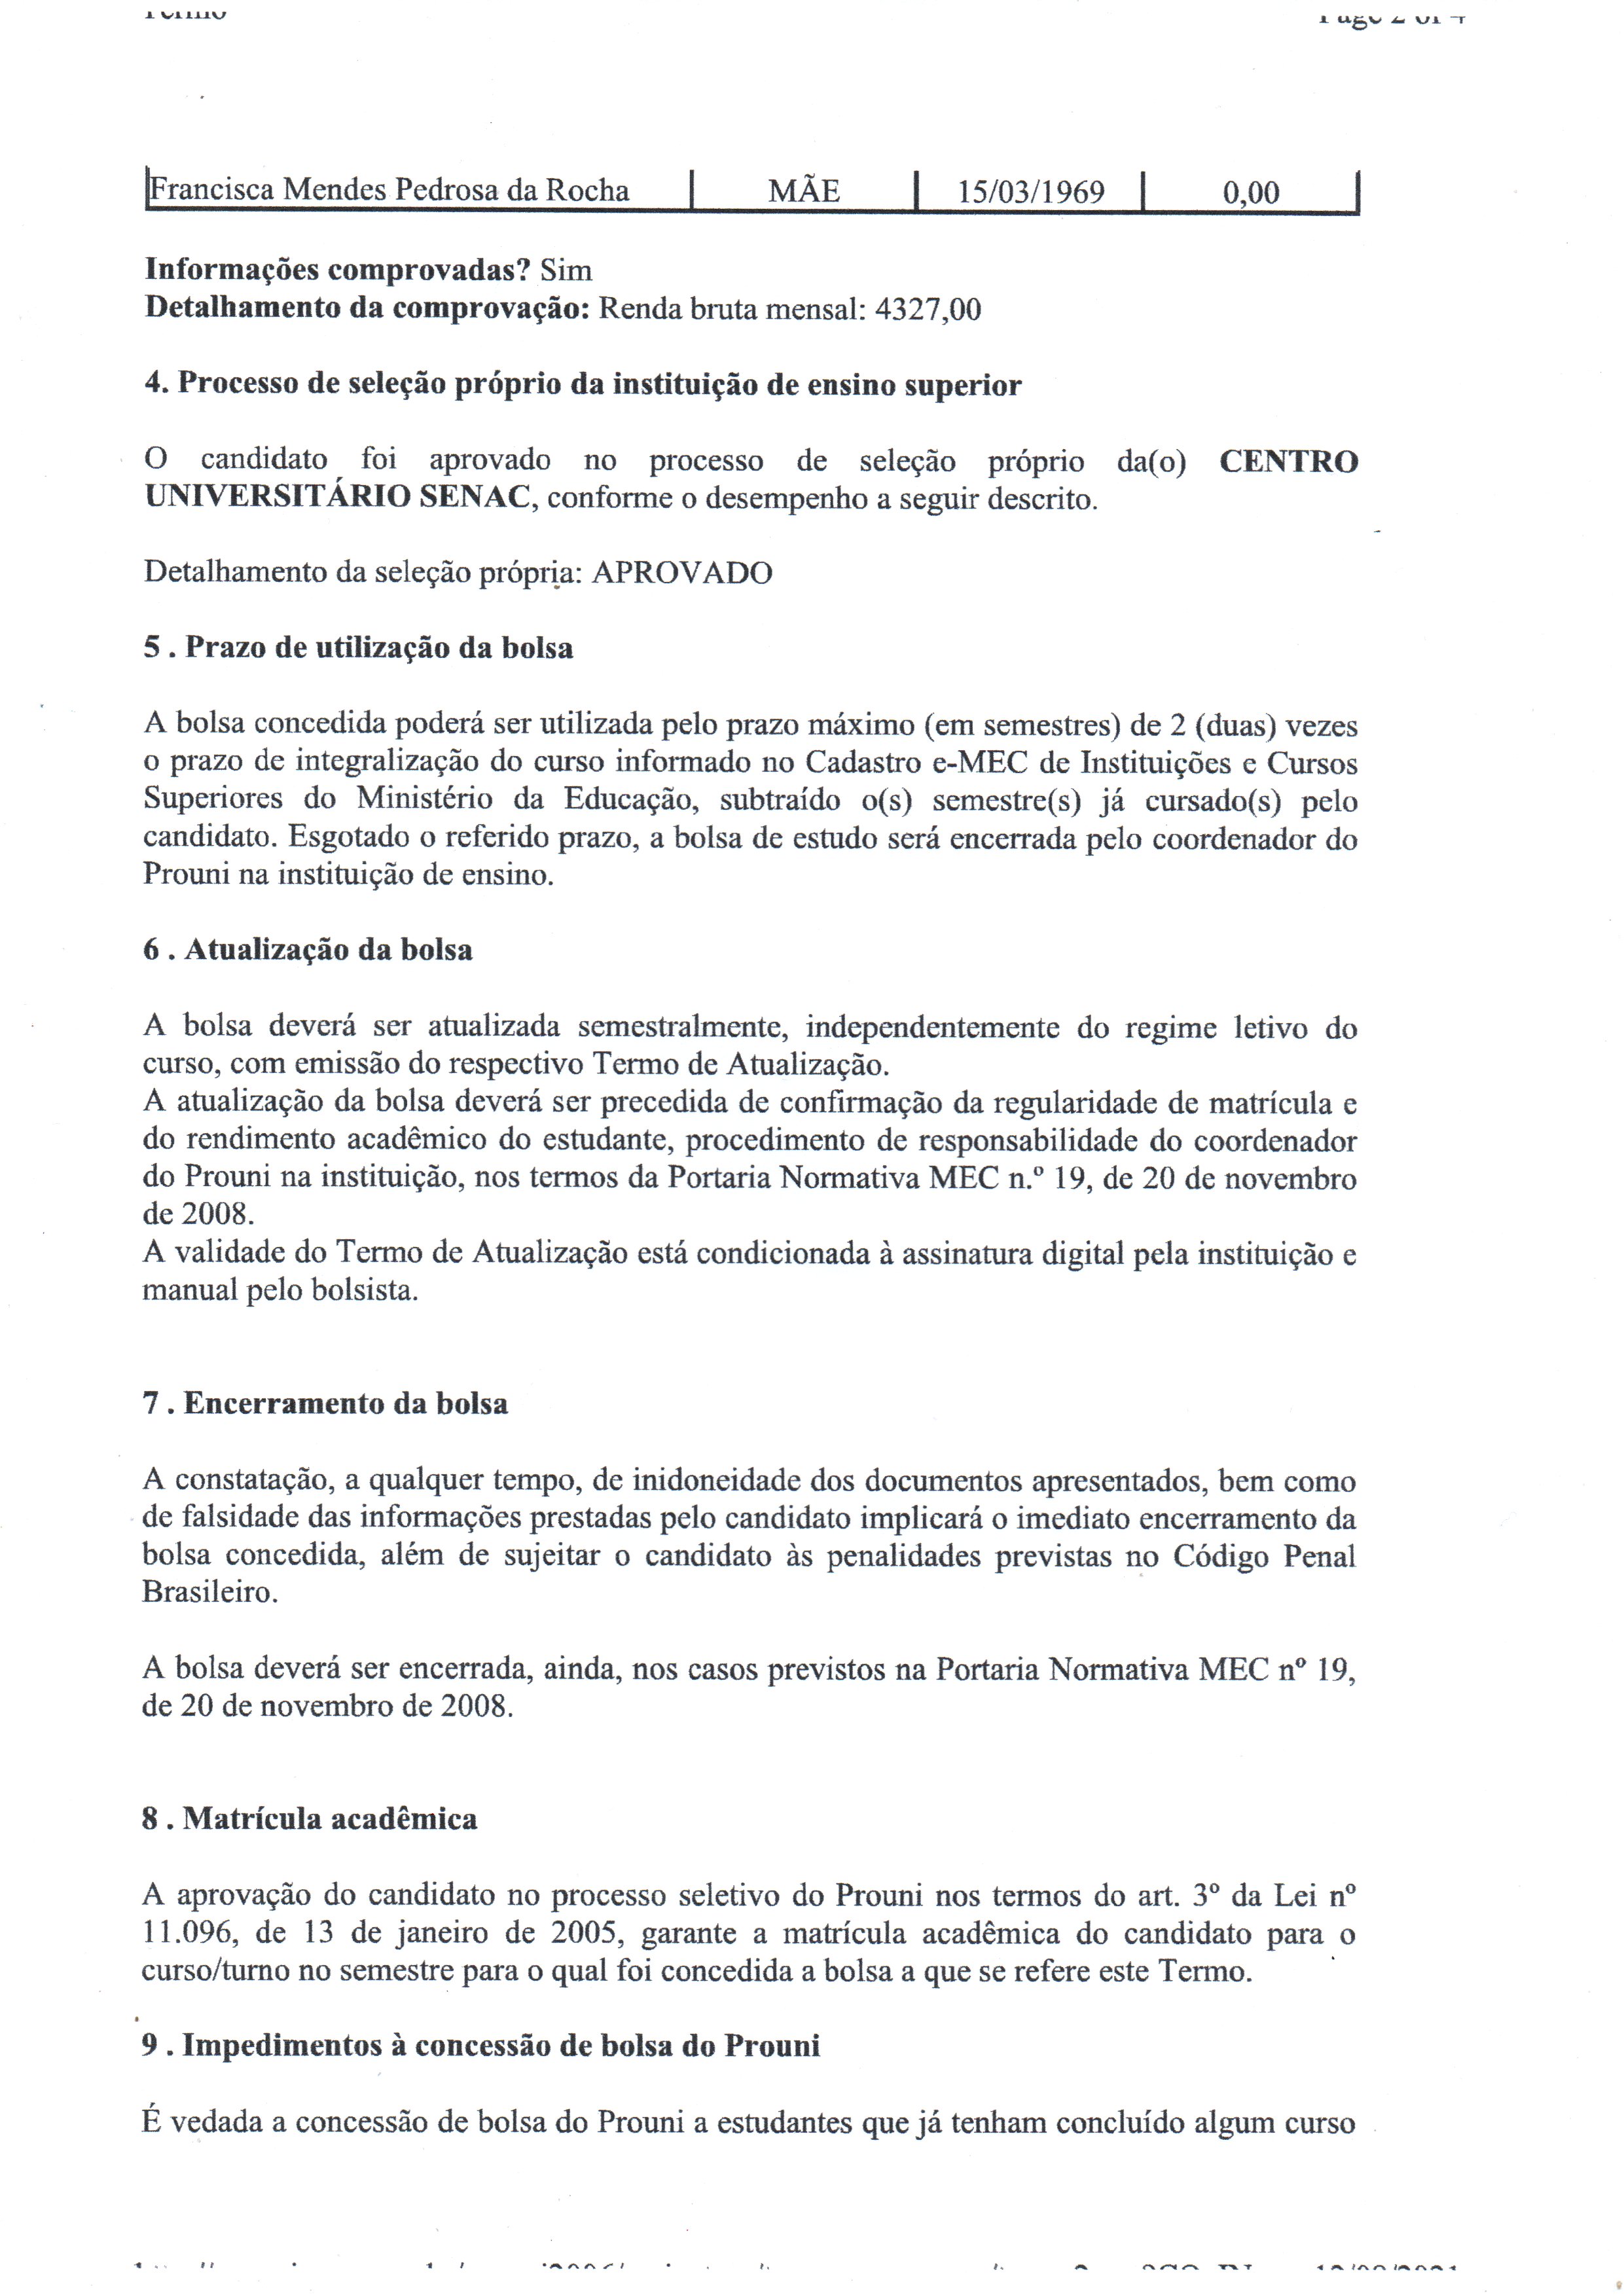 Termo Page 2 of 4
Francisca Mendes Pedrosa da Rocha MÃE 15/03/1969 0,00
Informações comprovadas? Sim
Detalhamento da comprovação: Renda bruta mensal: 4327,00
4. Processo de seleção próprio da instituição de ensino superior
O candidato foi aprovado no processo de seleção próprio da(o) CENTRO
UNIVERSITÁRIO SENAC, conforme o desempenho a seguir descrito.
Detalhamento da seleção própria: APROVADO
5 . Prazo de utilização da bolsa
A bolsa concedida poderá ser utilizada pelo prazo máximo (em semestres) de 2 (duas) vezes
o prazo de integralização do curso informado no Cadastro e-MEC de Instituições e Cursos
Superiores do Ministério da Educação, subtraído o(s) semestre(s) já cursado(s) pelo
candidato. Esgotado o referido prazo, a bolsa de estudo será encerrada pelo coordenador do
Prouni na instituição de ensino.
6 . Atualização da bolsa
A bolsa deverá ser atualizada semestralmente, independentemente do regime letivo do
curso, com emissão do respectivo Termo de Atualização.
A atualização da bolsa deverá ser precedida de confirmação da regularidade de matrícula e
do rendimento acadêmico do estudante, procedimento de responsabilidade do coordenador
do Prouni na instituição, nos termos da Portaria Normativa MEC n.º 19, de 20 de novembro
de 2008.
A validade do Termo de Atualização está condicionada à assinatura digital pela instituição e
manual pelo bolsista.
7 . Encerramento da bolsa
A constatação, a qualquer tempo, de inidoneidade dos documentos apresentados, bem como
de falsidade das informações prestadas pelo candidato implicará o imediato encerramento da
bolsa concedida, além de sujeitar o candidato às penalidades previstas no Código Penal
Brasileiro.
A bolsa deverá ser encerrada, ainda, nos casos previstos na Portaria Normativa MEC nº 19,
de 20 de novembro de 2008.
8 . Matrícula acadêmica
A aprovação do candidato no processo seletivo do Prouni nos termos do art. 3º da Lei nº
11.096, de 13 de janeiro de 2005, garante a matrícula acadêmica do candidato para o
curso/turno no semestre para o qual foi concedida a bolsa a que se refere este Termo.
9 . Impedimentos à concessão de bolsa do Prouni
É vedada a concessão de bolsa do Prouni a estudantes que já tenham concluído algum curso